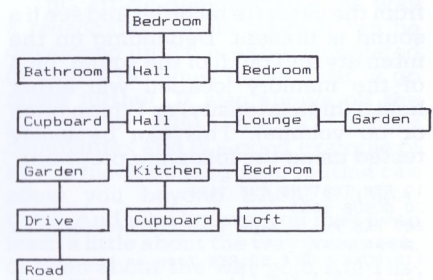 Bedroom
Bathroom Hall Bedroom
Cupboard Hall Lounge Garden
Garden Kitchen Bedroom
Drive Cupboard Loft
Road